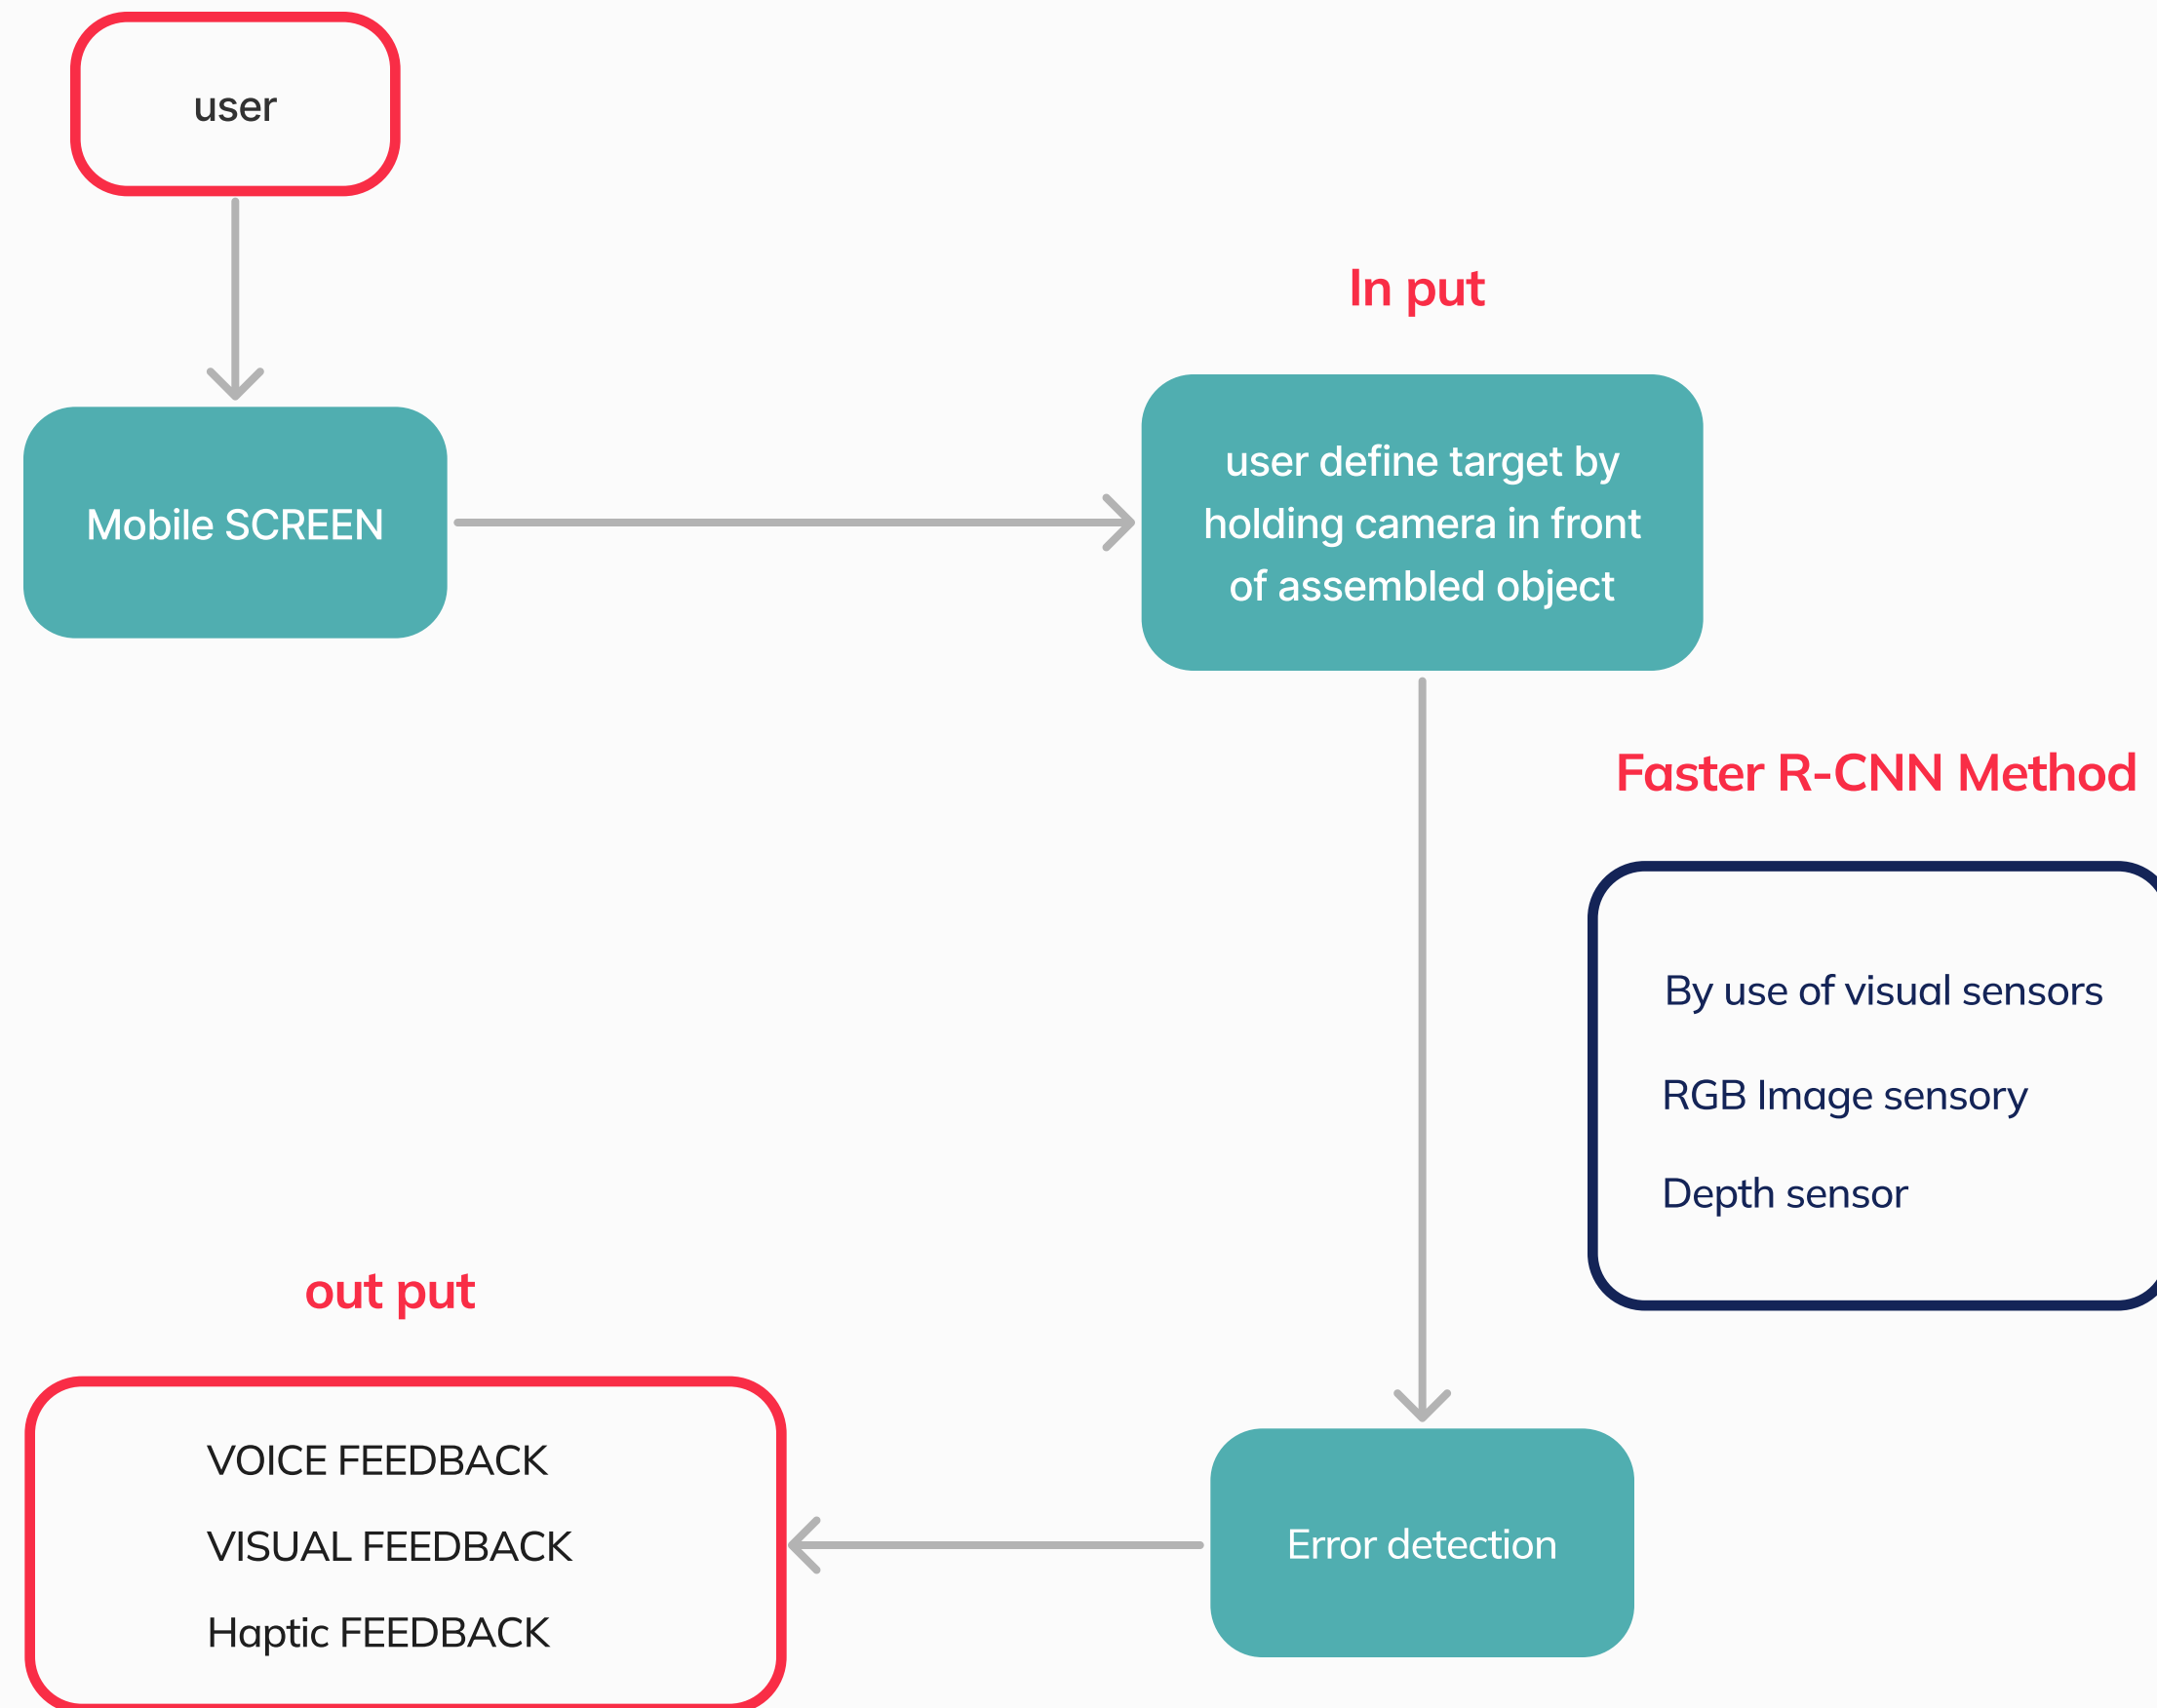 user
In put
Mobile SCREEN
user define target by
holding camera in front
of assembled object
Faster R-CNN Method
By use of visual sensors
RGB Image sensory
Depth sensor
out put
VOICE FEEDBACK
VISUAL FEEDBACK
Haptic FEEDBACK
Error detection